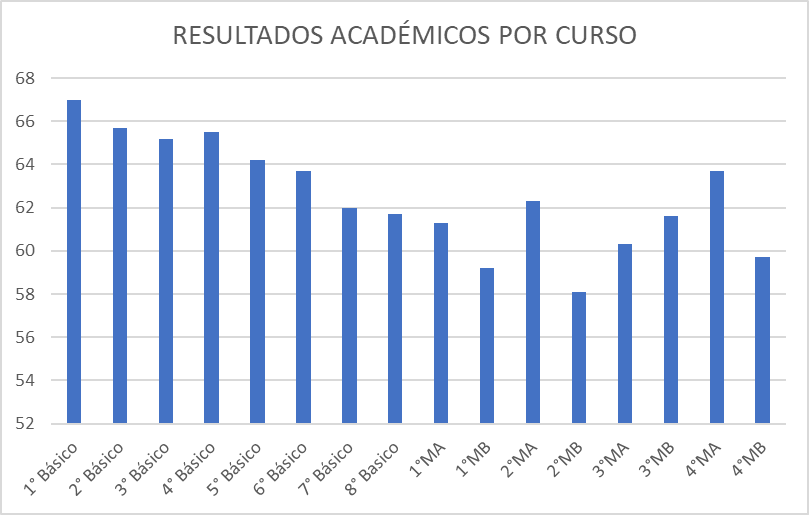 RESULTADOS ACADÉMICOS POR CURSO
68
66
64
62
60
58
56
54
52
1° Básico
2° Básico
3° Básico
4° Básico
5° Básico
6° Básico
7° Básico
8° Basico
1°MA
1°MB
2°MA
2°MB
3°MA
3°MB
4°MA
4°MB